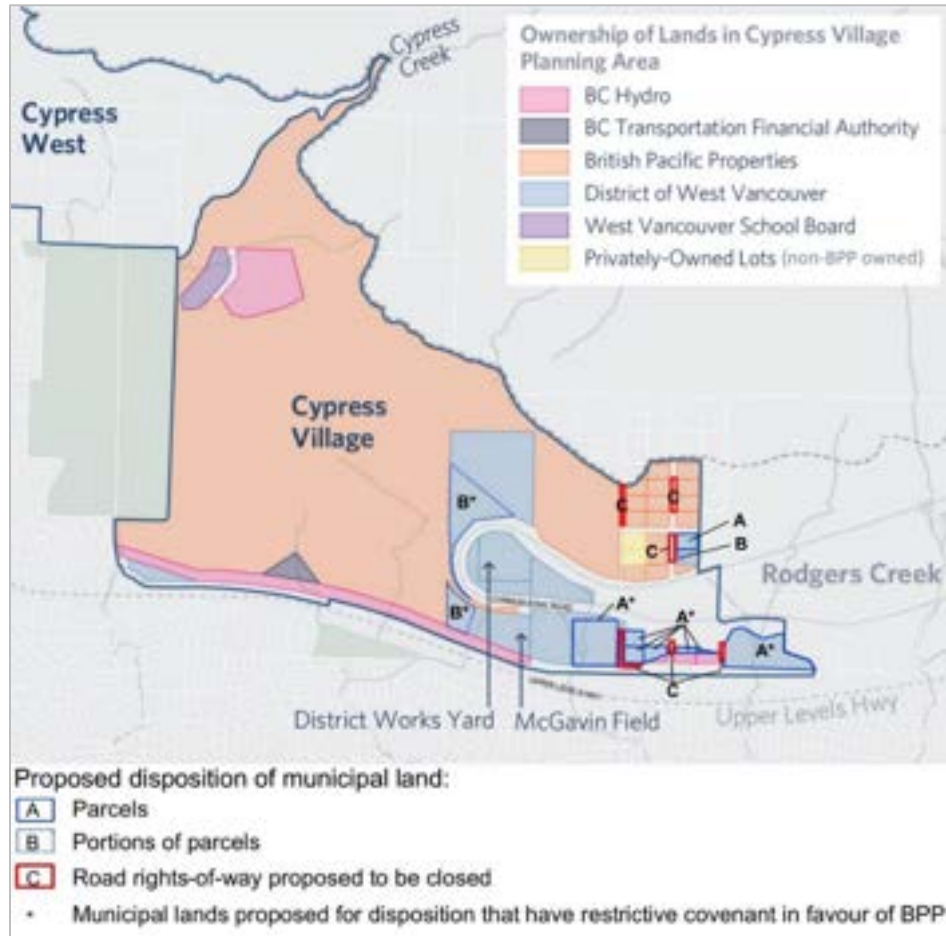 Cypress
Creek
Ownership of Lands in Cypress Village
Planning Area
BC Hydro
BC Transportation Financial Authority
British Pacific Properties
District of West Vancouver
West Vancouver School Board
Privately-Owned Lots (non-BPP owned)
Cypress
West
Cypress
Village
B*
C
C
A
C
B
Rodgers Creek
B*
A*
A*
A*
C
District Works Yard
McGavin Field
Upper Levels Hwy
Proposed disposition of municipal land:
A Parcels
B Portions of parcels
C Road rights-of-way proposed to be closed
* Municipal lands proposed for disposition that have restrictive covenant in favour of BPP